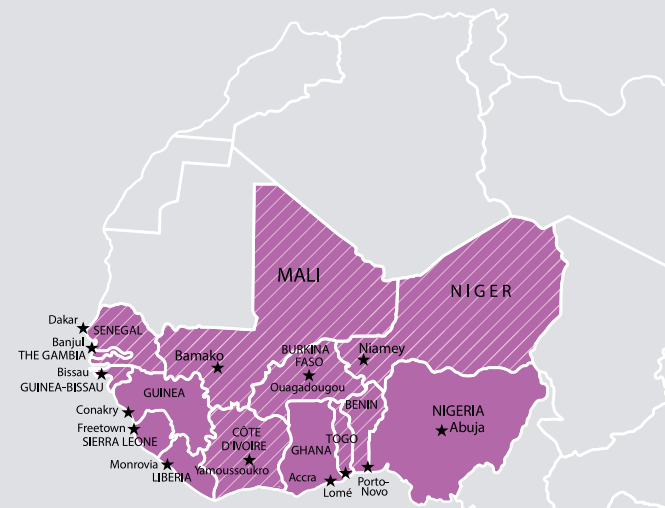 MALI
NIGER
Dakar
SENEGAL
Banjul
THE GAMBIA
Bissau
GUINEA-BISSAU
Bamako
BURKINA
FASO
Ouagadougou
Niamey
GUINEA
BENIN
Conakry
Freetown
SIERRA LEONE
CÔTE
D'IVOIRE
Yamoussoukro
GHANA
TOGO
NIGERIA
Abuja
Monrovia
LIBERIA
Accra
Lomé
Porto-
Novo